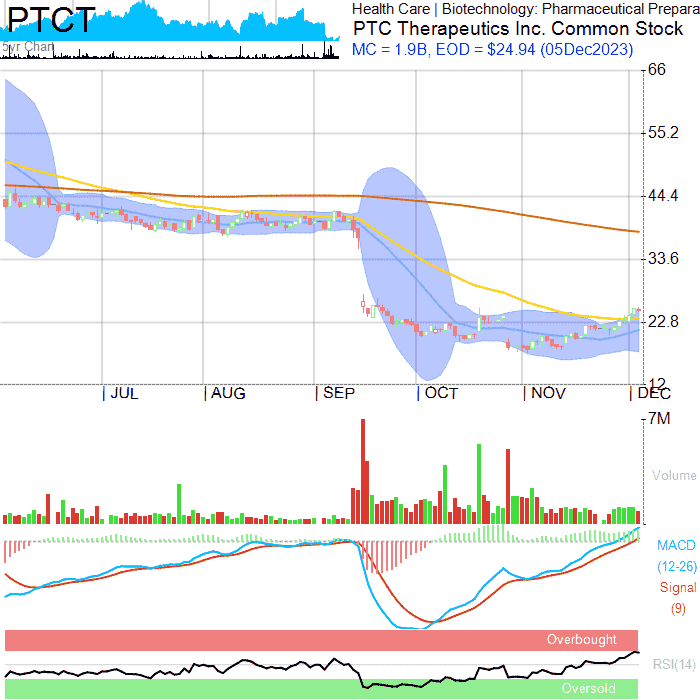 PTCT
5yr Chart
Health Care | Biotechnology: Pharmaceutical Prepara
PTC Therapeutics Inc. Common Stock
MC = 1.9B, EOD = $24.94 (05Dec2023)
66
55.2
44.4
33.6
22.8
12
JUL AUG SEP OCT NOV DEC
7M
Volume
MACD
(12-26)
Signal
(9)
Overbought
RSI(14)
Oversold